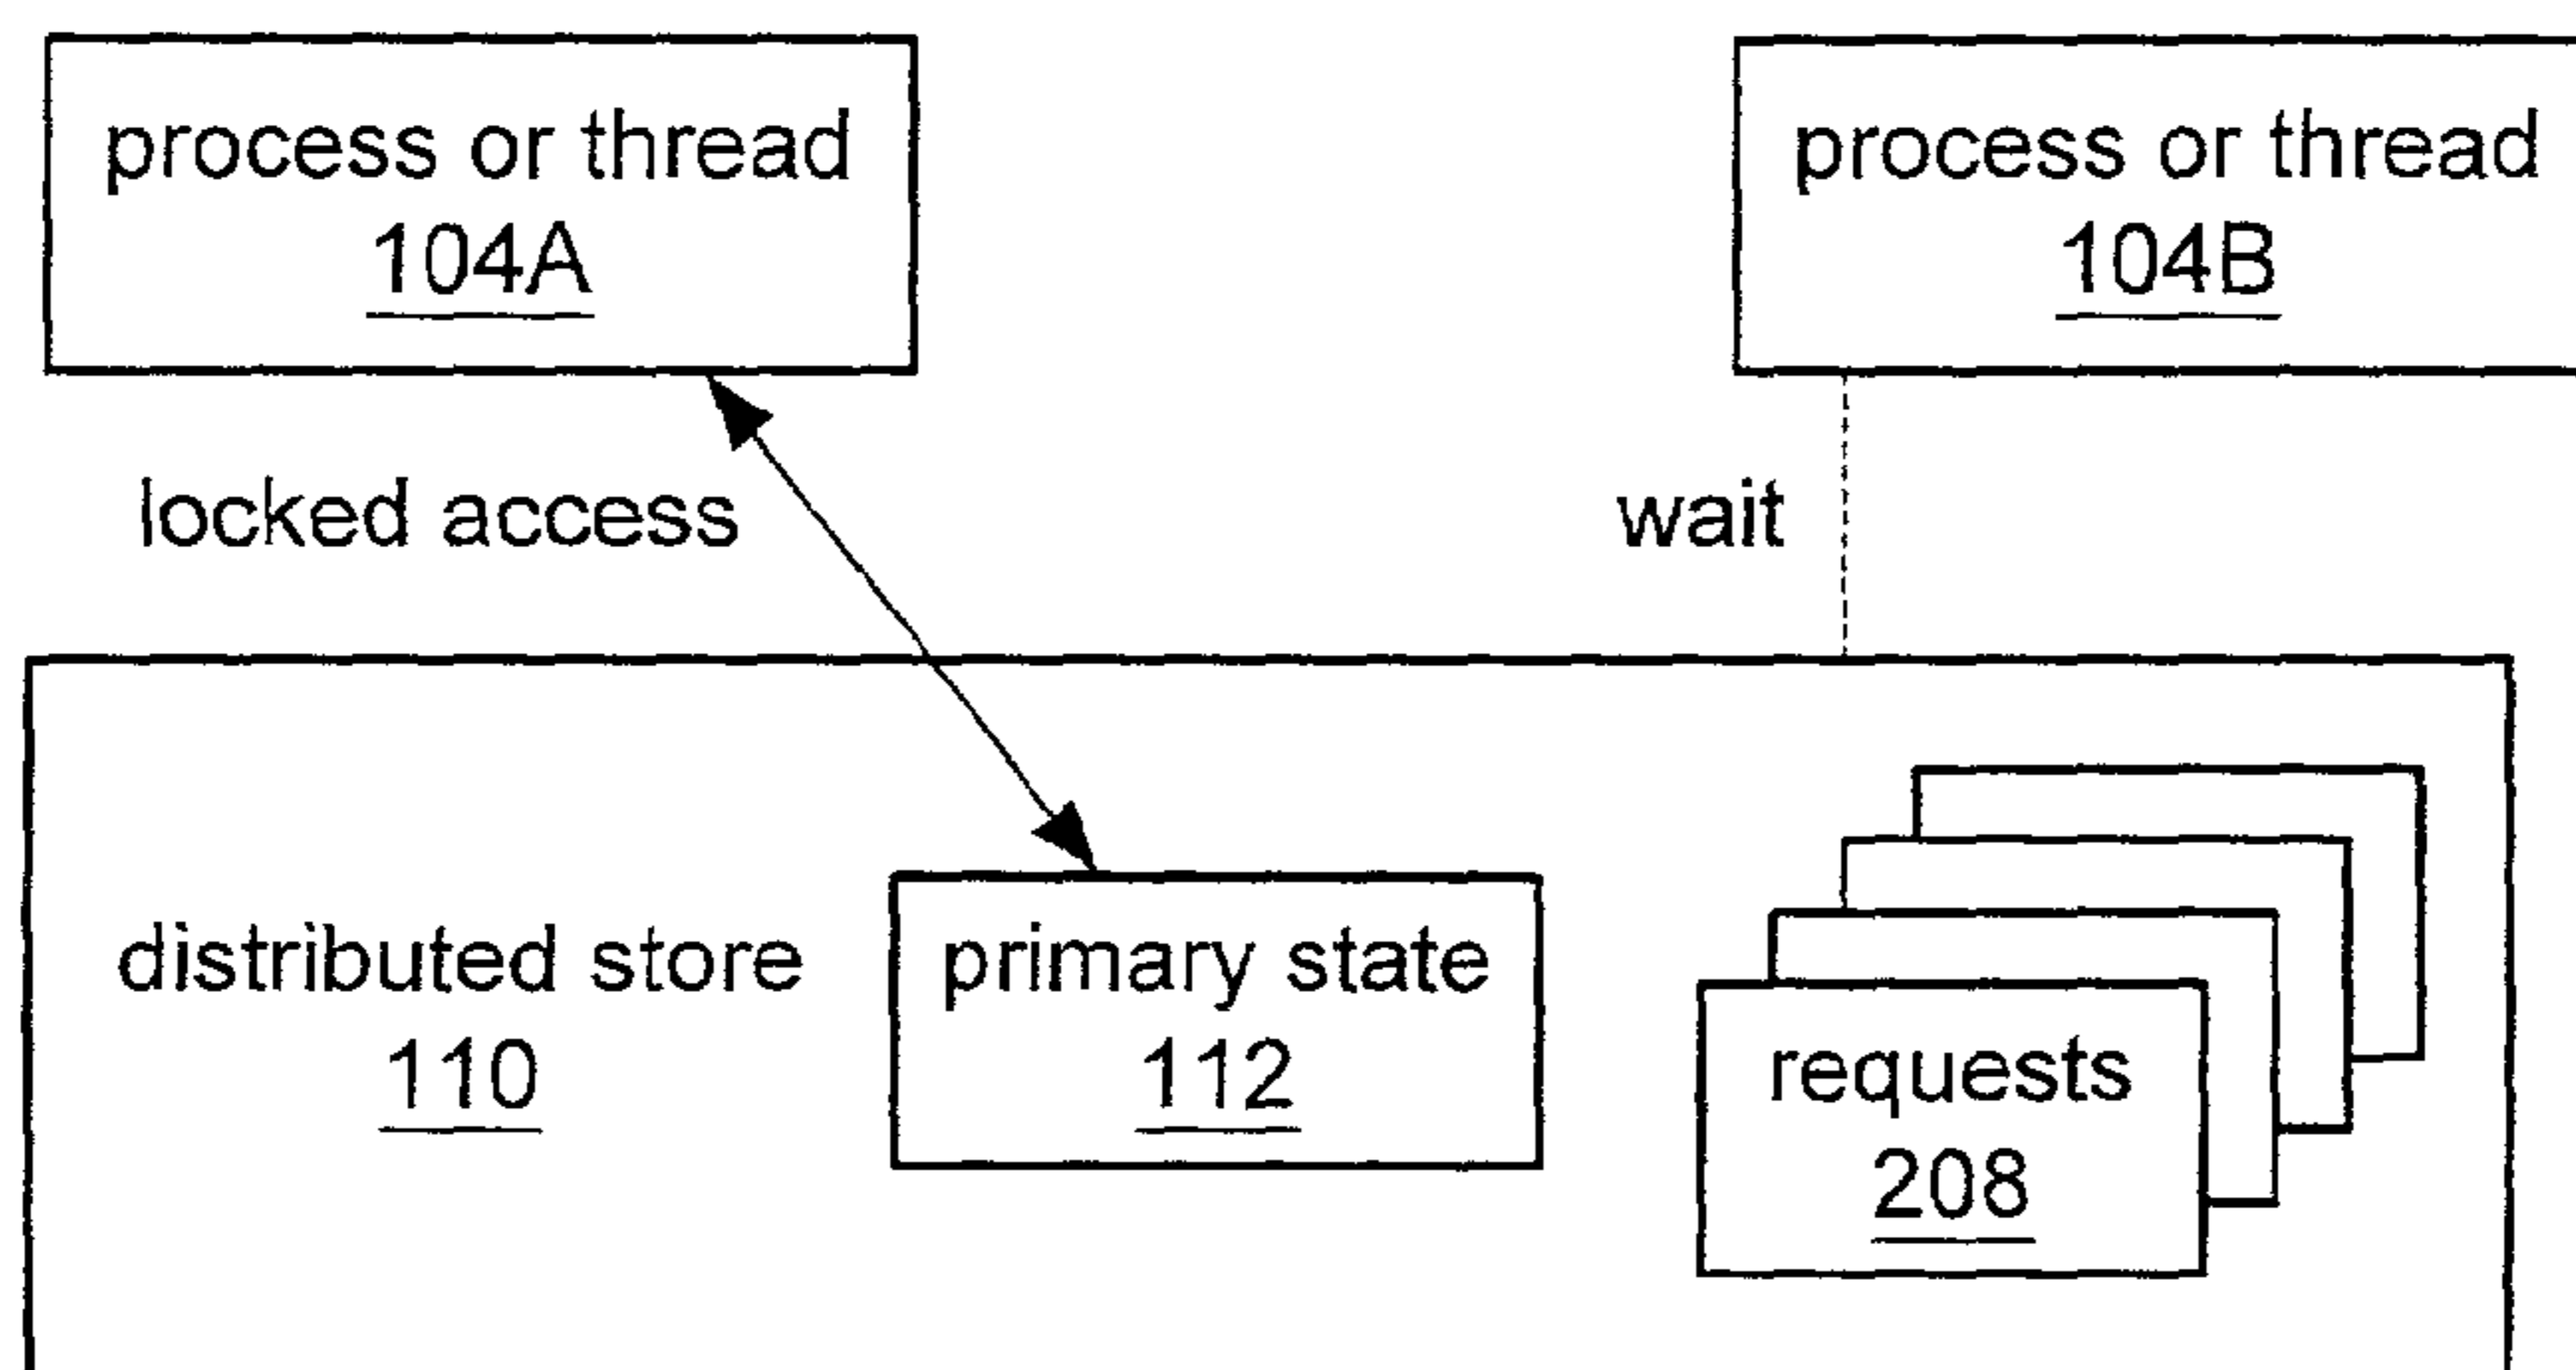 process or thread
104A
process or thread
104B
locked access
wait
distributed store
110
primary state
112
requests
208